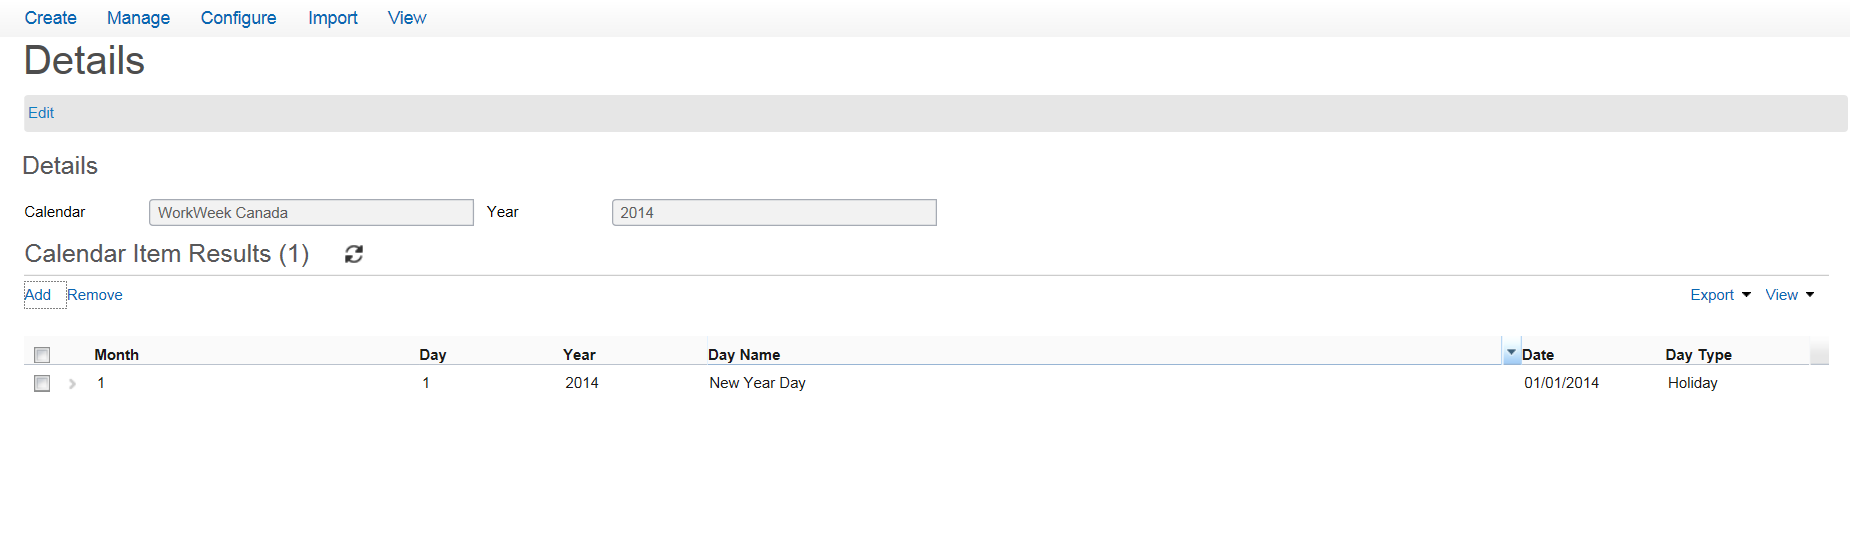 Create Manage Configure Import View
Details
Edit
Details
Calendar WorkWeek Canada Year 2014
Calendar Item Results (1)
Add Remove Export View
Month Day Year Day Name Date Day Type
1 1 2014 New Year Day 01/01/2014 Holiday